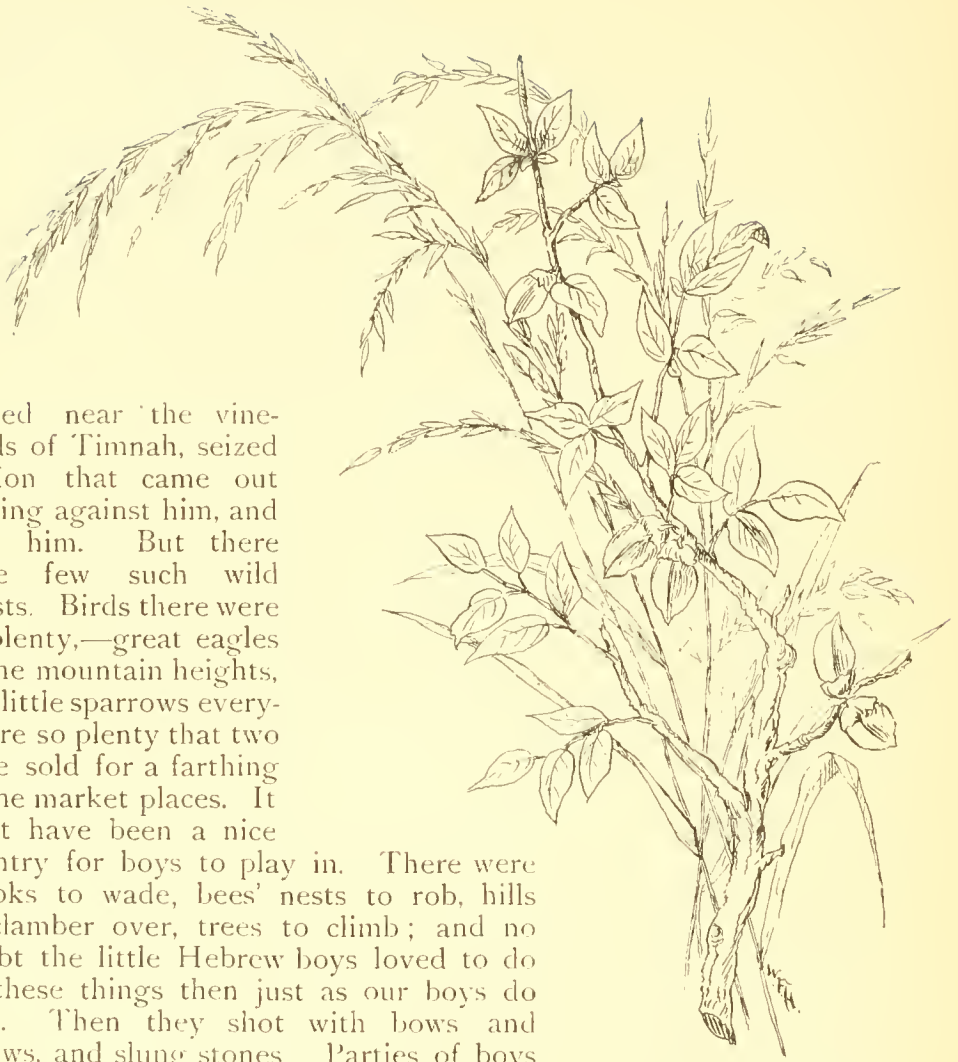 ed near the vine-
ls of Timnah, seized
ion that came out
ing against him, and
him. But there
e few such wild
sts. Birds there were
plenty,—great eagles
he mountain heights,
little sparrows every-
re so plenty that two
e sold for a farthing
he market places. It
t have been a nice
ntry for boys to play in. There were
oks to wade, bees' nests to rob, hills
clamber over, trees to climb; and no
bt the little Hebrew boys loved to do
these things then just as our boys do
. Then they shot with bows and
ws, and slung stones Parties of boys